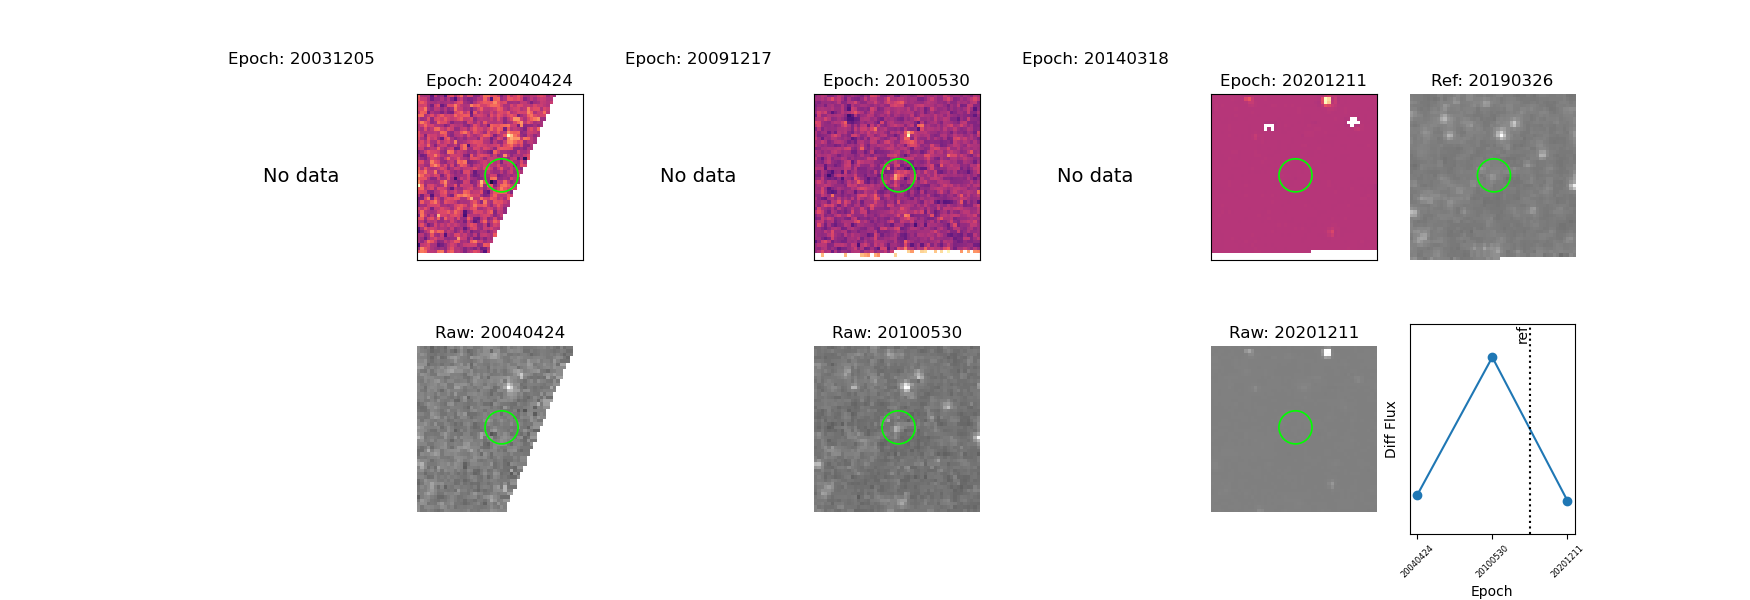 Epoch: 20031205
Epoch: 20091217
Epoch: 20140318
Epoch: 20040424
Epoch: 20100530
Epoch: 20201211
Ref: 20190326
No data
No data
No data
Raw: 20040424
Raw: 20100530
Raw: 20201211
ref
Diff Flux
20040424
20100530
20201211
Epoch